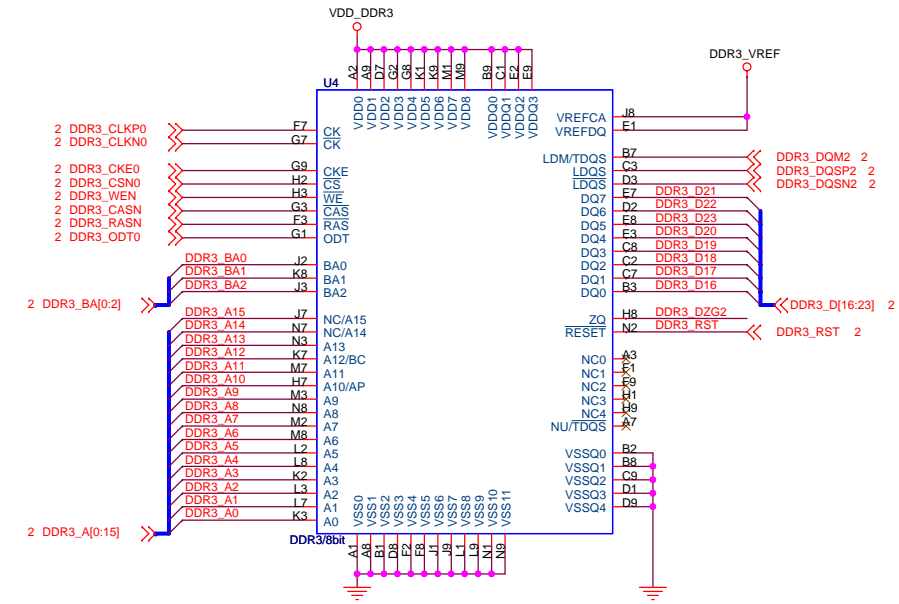 VDD_DDR3
DDR3_VREF
A2 A9 D7 G2 G8 K1 K9 M1 M9 B9 C1 E2 E9
U4
VDD0 VDD1 VDD2 VDD3 VDD4 VDD5 VDD6 VDD7 VDD8 VDDQ0 VDDQ1 VDDQ2 VDDQ3
2 DDR3_CLKP0 F7 CK
2 DDR3_CLKN0 G7 CK
2 DDR3_CKE0 G9 CKE
2 DDR3_CSN0 H2 CS
2 DDR3_WEN H3 WE
2 DDR3_CASN G3 CAS
2 DDR3_RASN F3 RAS
2 DDR3_ODT0 G1 ODT
DDR3_BA0 J2 BA0
DDR3_BA1 K8 BA1
DDR3_BA2 J3 BA2
2 DDR3_BA[0:2]
DDR3_A15 J7 NC/A15
DDR3_A14 N7 NC/A14
DDR3_A13 N3 A13
DDR3_A12 K7 A12/BC
DDR3_A11 M7 A11
DDR3_A10 H7 A10/AP
DDR3_A9 M3 A9
DDR3_A8 N8 A8
DDR3_A7 M2 A7
DDR3_A6 M8 A6
DDR3_A5 L2 A5
DDR3_A4 L8 A4
DDR3_A3 K2 A3
DDR3_A2 L3 A2
DDR3_A1 L7 A1
DDR3_A0 K3 A0
2 DDR3_A[0:15]
VREFCA J8
VREFDQ E1
LDM/TDQS B7 DDR3_DQM2 2
LDQS C3 DDR3_DQSP2 2
LDQS D3 DDR3_DQSN2 2
DQ7 E7 DDR3_D21
DQ6 D2 DDR3_D22
DQ5 E8 DDR3_D23
DQ4 E3 DDR3_D20
DQ3 C8 DDR3_D19
DQ2 C2 DDR3_D18
DQ1 C7 DDR3_D17
DQ0 B3 DDR3_D16
DDR3_D[16:23] 2
ZQ H8 DDR3_DZG2
RESET N2 DDR3_RST DDR3_RST 2
NC0 A3
NC1 F1
NC2 F9
NC3 H1
NC4 H9
NU/TDQS A7
VSSQ0 B2
VSSQ1 B8
VSSQ2 C9
VSSQ3 D1
VSSQ4 D9
VSS0 VSS1 VSS2 VSS3 VSS4 VSS5 VSS6 VSS7 VSS8 VSS9 VSS10 VSS11
DDR3/8bit
A1 A8 B1 D8 F2 F8 J1 J9 L1 L9 N1 N9